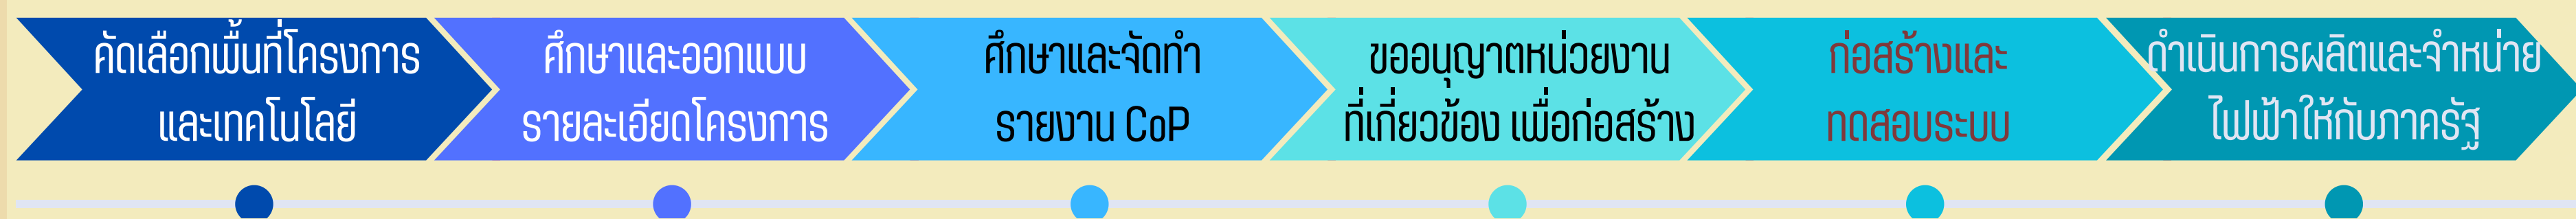 คัดเลือกพื้นที่โครงการ
และเทคโนโลยี
ศึกษาและออกแบบ
รายละเอียดโครงการ
ศึกษาและจัดทำ
รายงาน CoP
ขออนุญาตหน่วยงาน
ที่เกี่ยวข้อง เพื่อก่อสร้าง
ก่อสร้างและ
ทดสอบระบบ
ดำเนินการผลิตและจำหน่าย
ไฟฟ้าให้กับภาครัฐ